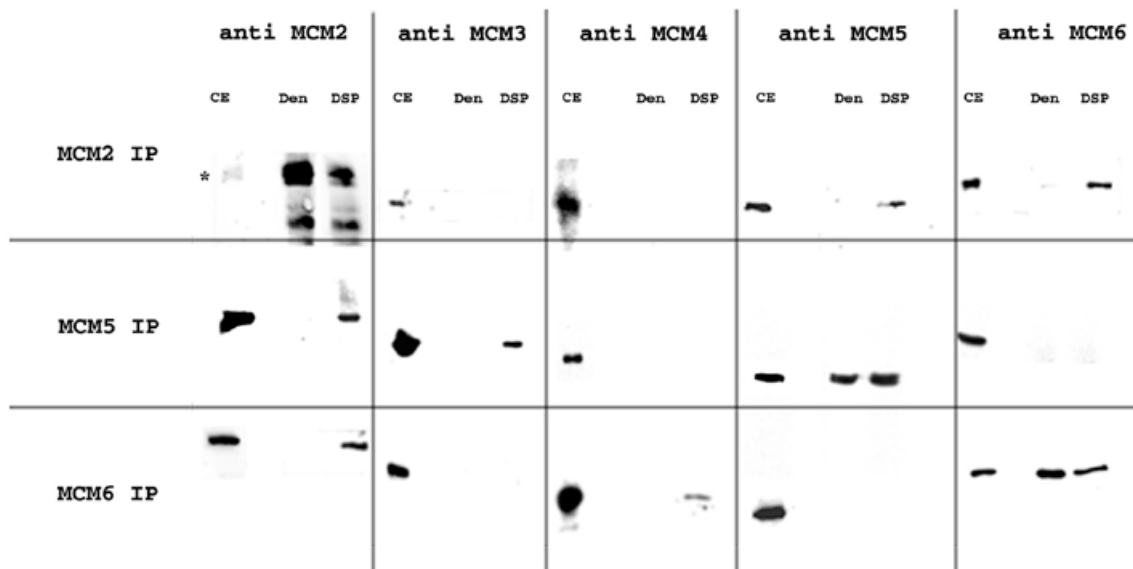 anti MCM2 anti MCM3 anti MCM4 anti MCM5 anti MCM6
CE Den DSP CE Den DSP CE Den DSP CE Den DSP CE Den DSP
MCM2 IP
*
MCM5 IP
MCM6 IP